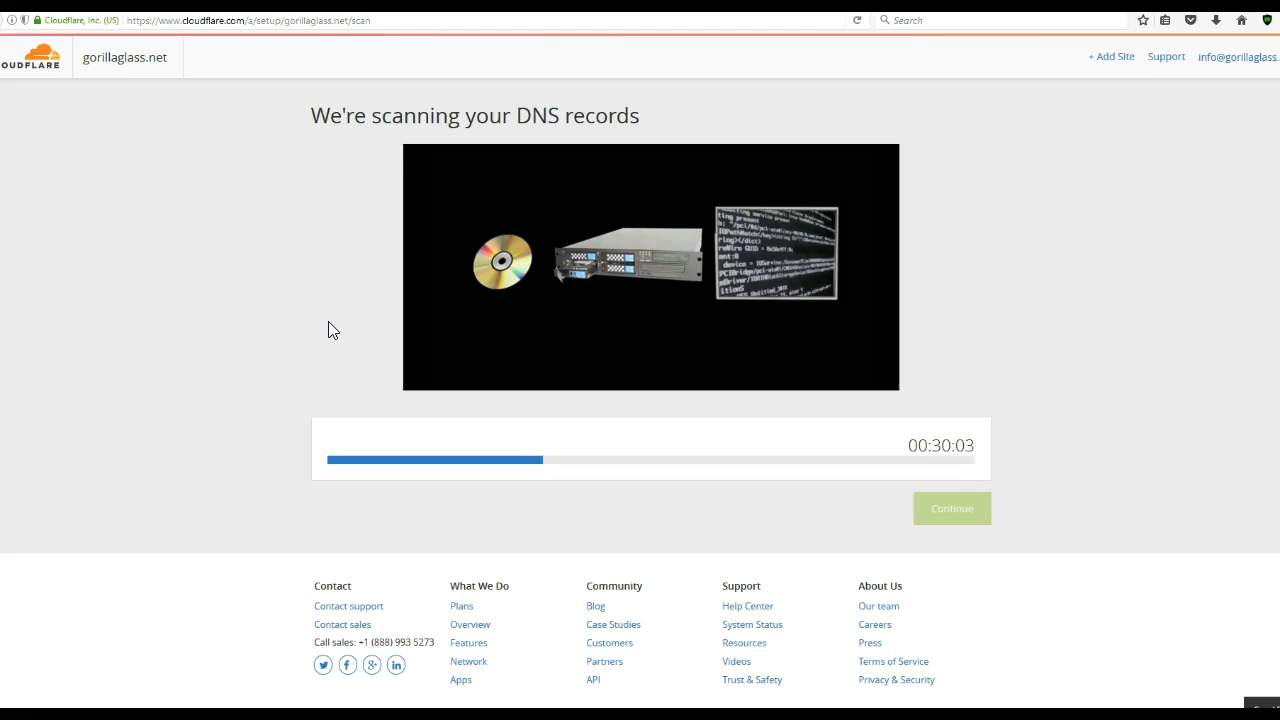 Cloudflare, Inc. (US) https://www.cloudflare.com/a/setup/gorillaglass.net/scan Search
OUDFLARE gorillaglass.net + Add Site Support info@gorillaglass.
We're scanning your DNS records
00:30:03
Continue
Contact What We Do Community Support About Us
Contact support Plans Blog Help Center Our team
Contact sales Overview Case Studies System Status Careers
Call sales: +1 (888) 993 5273 Features Customers Resources Press
Network Partners Videos Terms of Service
Apps API Trust & Safety Privacy & Security